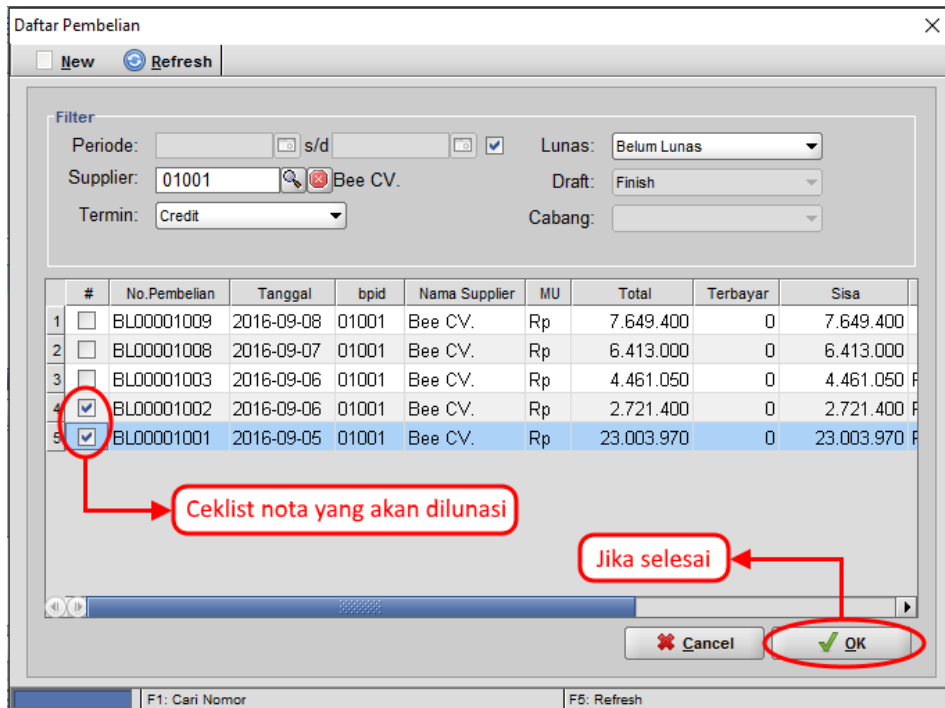 Daftar Pembelian
New Refresh
Filter
Periode: s/d Lunas: Belum Lunas
Supplier: 01001 Bee CV. Draft: Finish
Termin: Credit Cabang:
# No.Pembelian Tanggal bpid Nama Supplier MU Total Terbayar Sisa
1 BL00001009 2016-09-08 01001 Bee CV. Rp 7.649.400 0 7.649.400
2 BL00001008 2016-09-07 01001 Bee CV. Rp 6.413.000 0 6.413.000
3 BL00001003 2016-09-06 01001 Bee CV. Rp 4.461.050 0 4.461.050
4 BL00001002 2016-09-06 01001 Bee CV. Rp 2.721.400 0 2.721.400
5 BL00001001 2016-09-05 01001 Bee CV. Rp 23.003.970 0 23.003.970
Ceklist nota yang akan dilunasi
Jika selesai
Cancel OK
F1: Cari Nomor F5: Refresh